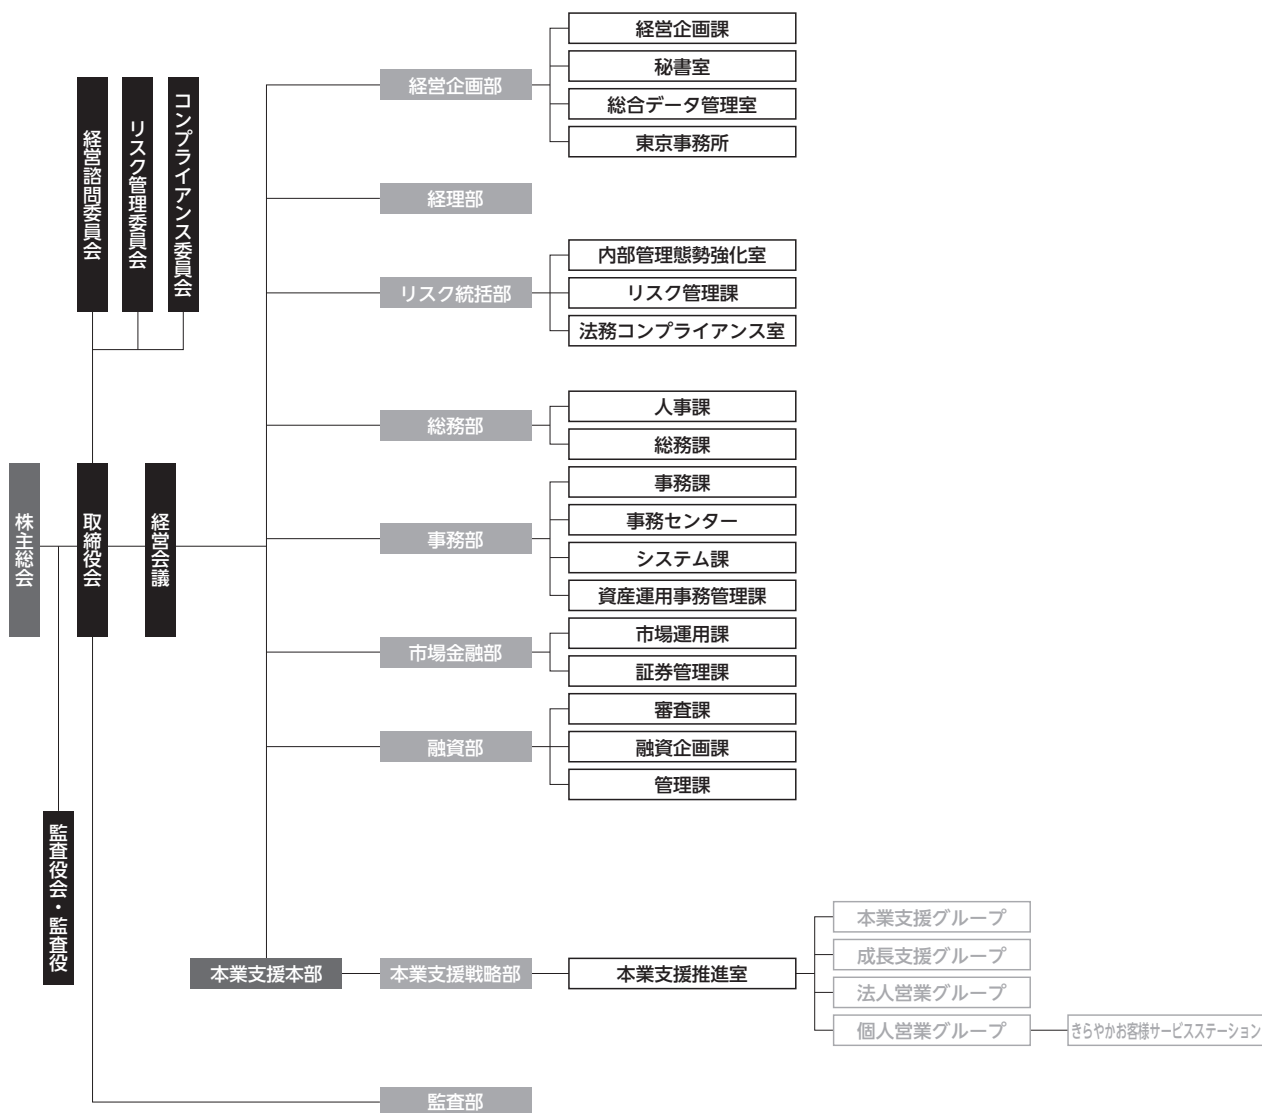 株主総会
監査役会・監査役
取締役会
経営諮問委員会
リスク管理委員会
コンプライアンス委員会
経営会議
経営企画部
経営企画課
秘書室
総合データ管理室
東京事務所
経理部
リスク統括部
内部管理態勢強化室
リスク管理課
法務コンプライアンス室
総務部
人事課
総務課
事務部
事務課
事務センター
システム課
資産運用事務管理課
市場金融部
市場運用課
証券管理課
融資部
審査課
融資企画課
管理課
本業支援本部
本業支援戦略部
本業支援推進室
本業支援グループ
成長支援グループ
法人営業グループ
個人営業グループ
きらやかお客様サービスステーション
監査部